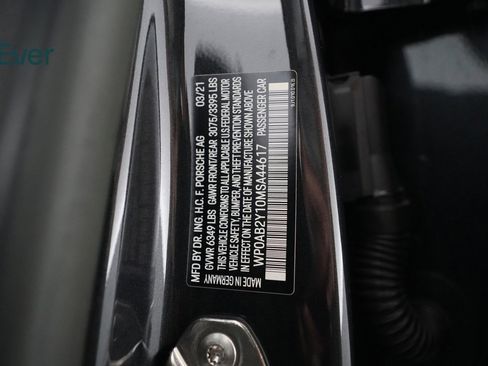 Ever
MFD BY DR. ING. H.C. F. PORSCHE AG 03/21
GVWR 6349 LBS GAWR FRONT/REAR 3075/3395 LBS
THIS VEHICLE CONFORMS TO ALL APPLICABLE U.S. FEDERAL MOTOR
VEHICLE SAFETY, BUMPER, AND THEFT PREVENTION STANDARDS
IN EFFECT ON THE DATE OF MANUFACTURE SHOWN ABOVE.
WP0AB2Y10MSA44617 PASSENGER CAR
MADE IN GERMANY